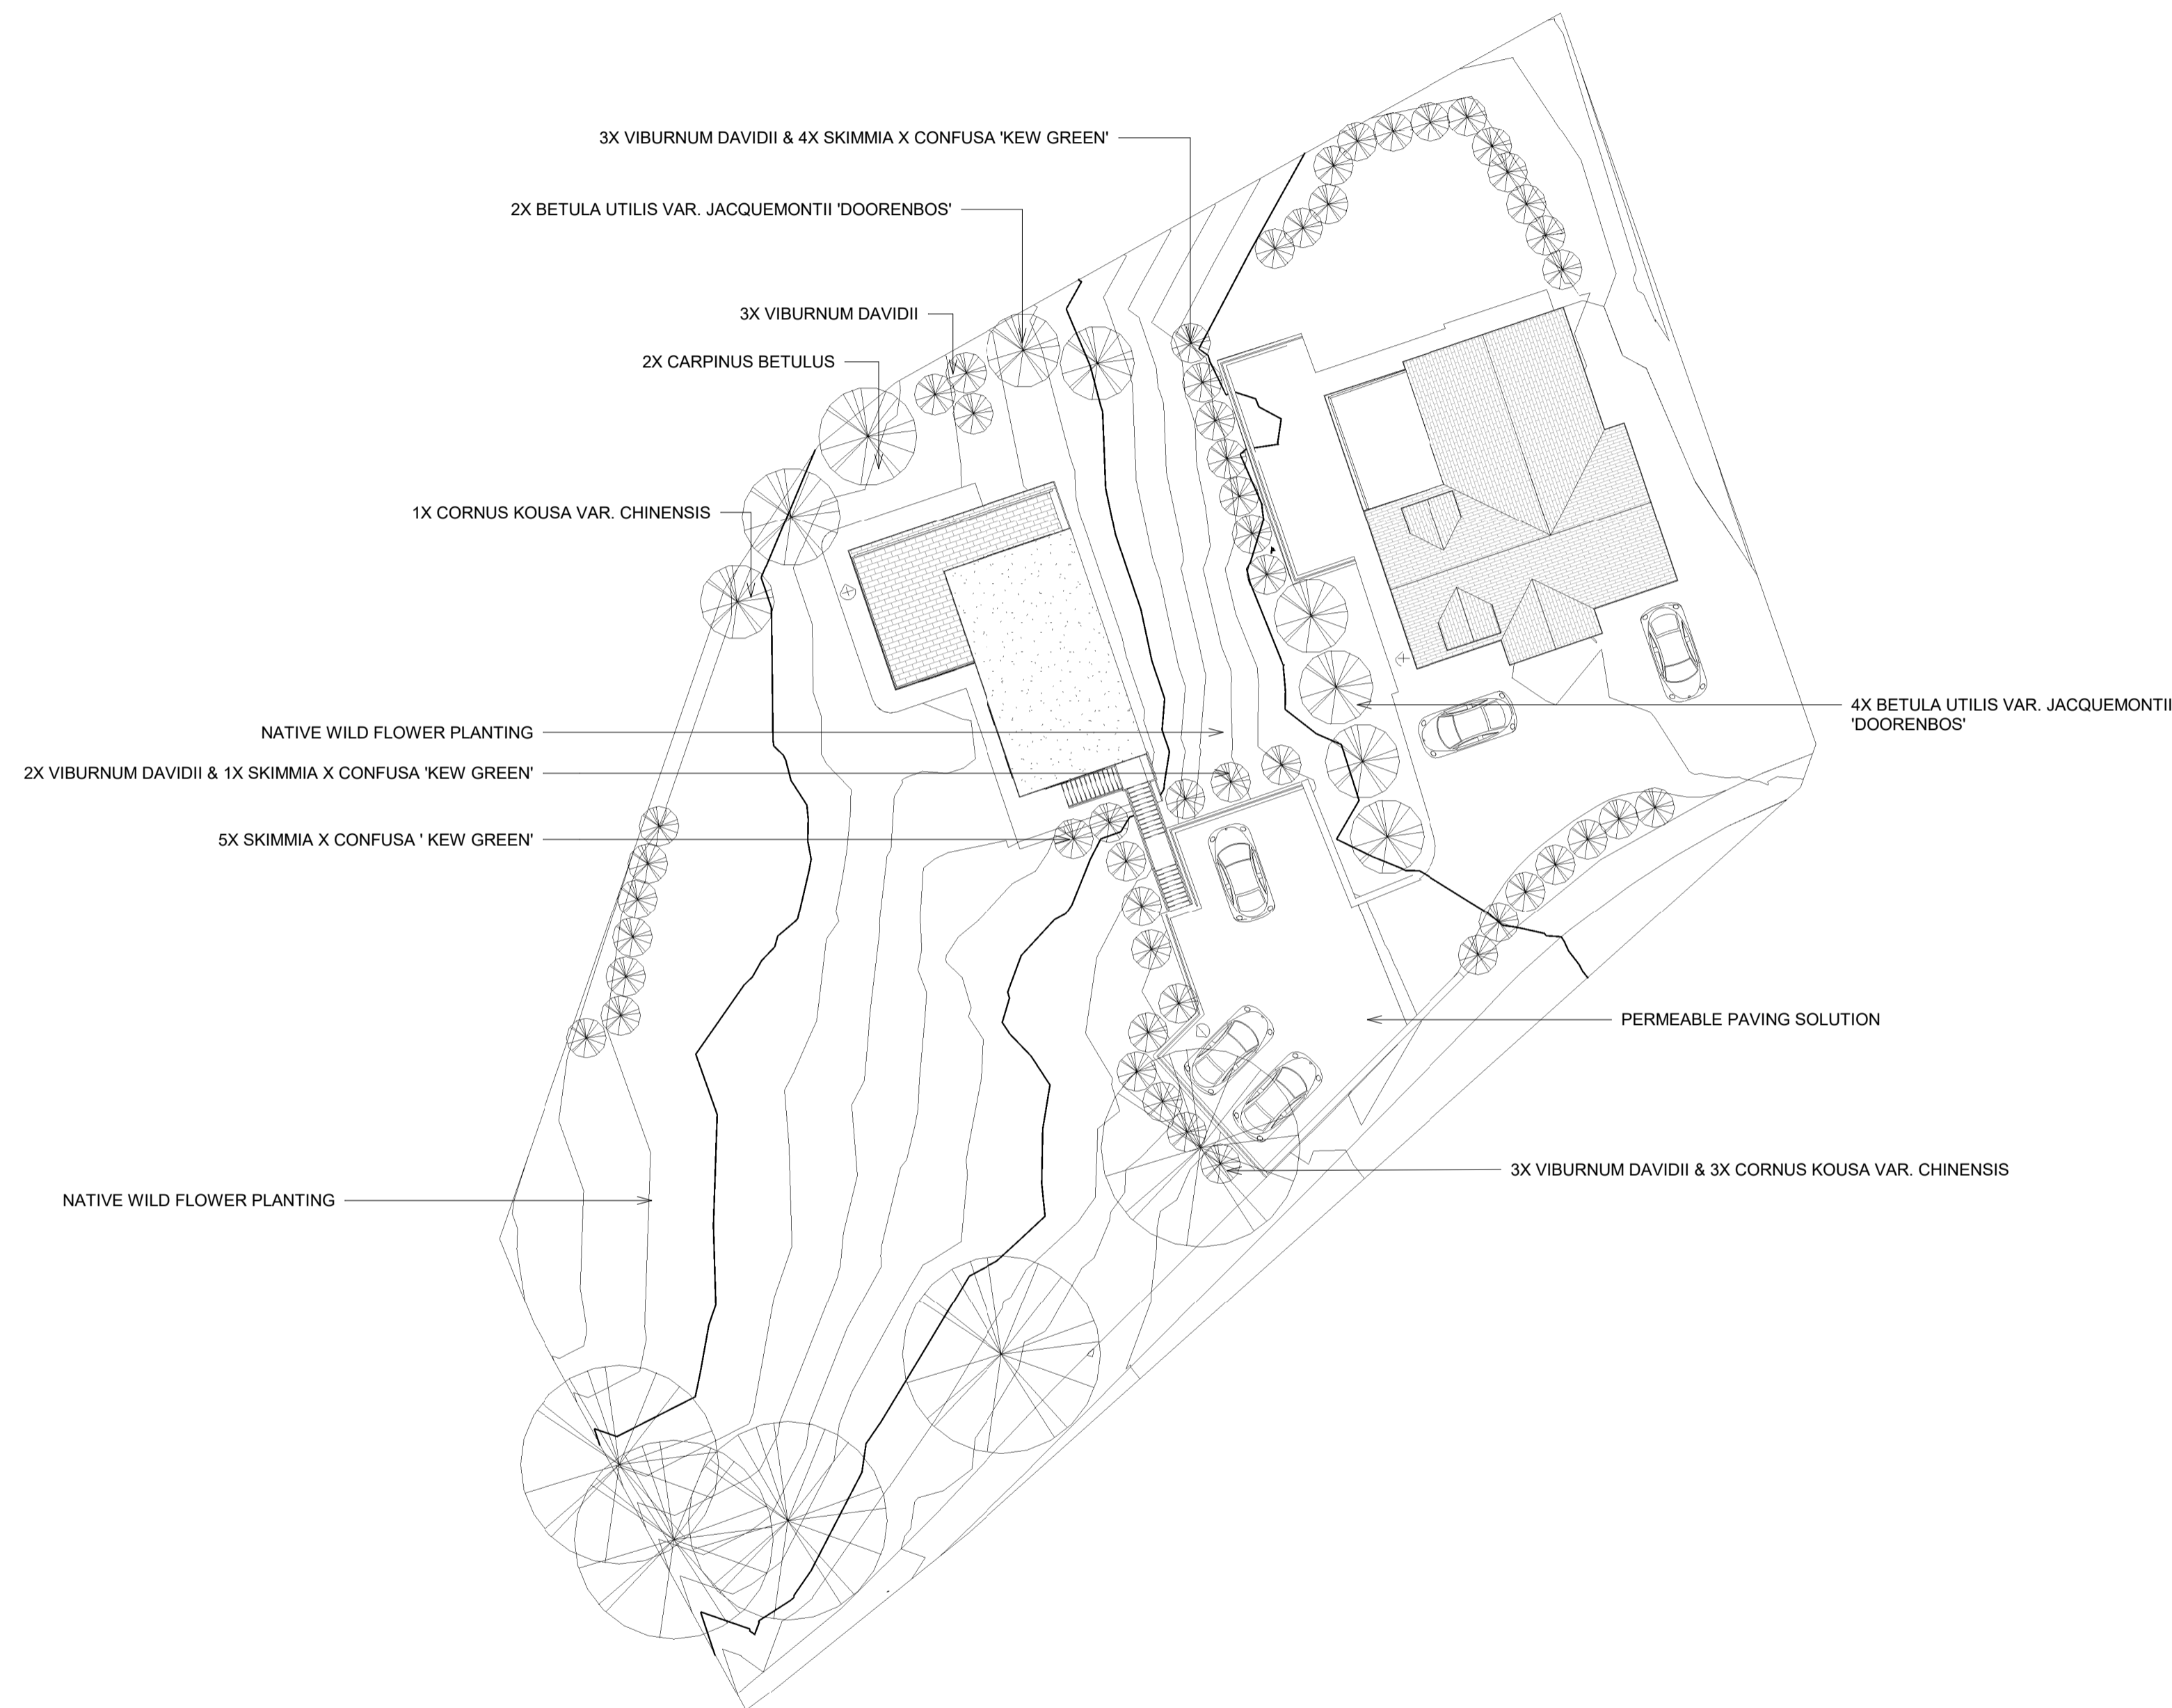 3X VIBURNUM DAVIDII & 4X SKIMMIA X CONFUSA 'KEW GREEN'
2X BETULA UTILIS VAR. JACQUEMONTII 'DOORENBOS'
3X VIBURNUM DAVIDII
2X CARPINUS BETULUS
1X CORNUS KOUSA VAR. CHINENSIS
4X BETULA UTILIS VAR. JACQUEMONTII
'DOORENBOS'
NATIVE WILD FLOWER PLANTING
2X VIBURNUM DAVIDII & 1X SKIMMIA X CONFUSA 'KEW GREEN'
5X SKIMMIA X CONFUSA ' KEW GREEN'
PERMEABLE PAVING SOLUTION
3X VIBURNUM DAVIDII & 3X CORNUS KOUSA VAR. CHINENSIS
NATIVE WILD FLOWER PLANTING